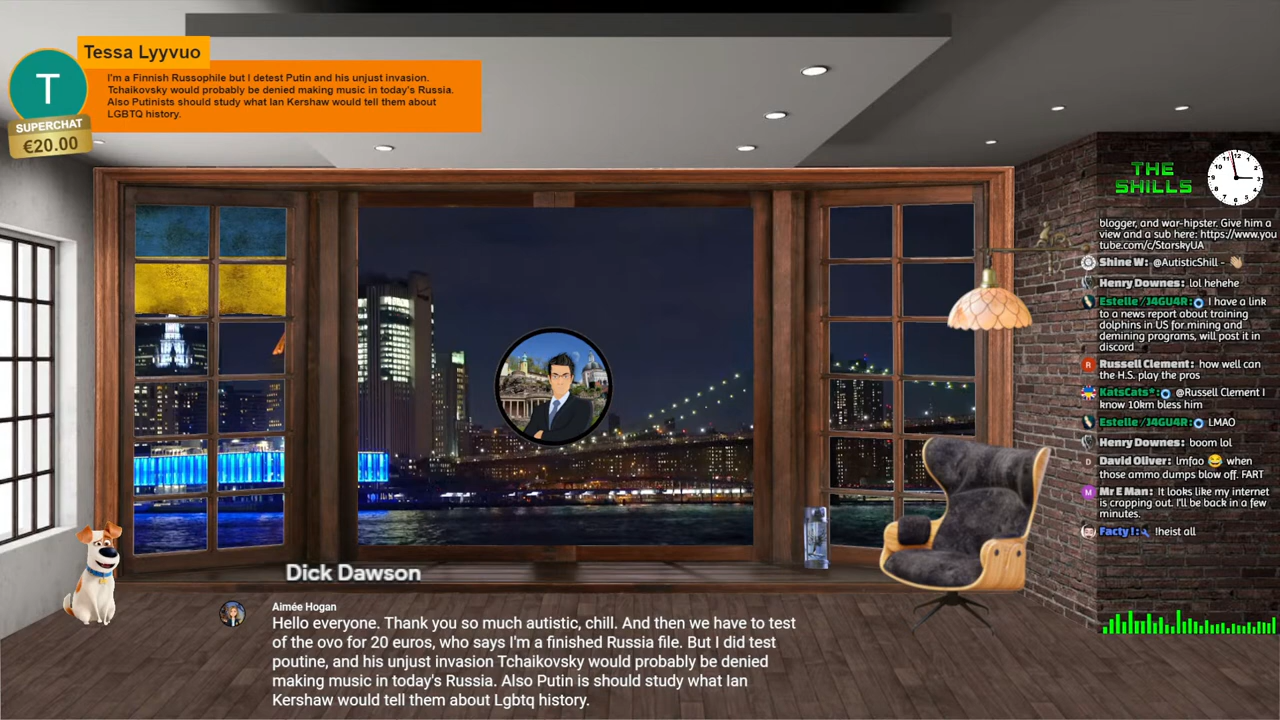 Tessa Lyyvuo
I'm a Finnish Russophile but I detest Putin and his unjust invasion.
Tchaikovsky would probably be denied making music in today's Russia.
Also Putinists should study what Ian Kershaw would tell them about
LGBTQ history.
T
SUPERCHAT
€20.00
THE
SHILLS
blogger, and war-hipster. Give him a
view and a sub here: https://www.you
tube.com/c/StarskyUA
Shine W: @AutisticShill - 👋🏼
Henry Downes: lol hehehe
Estelle /J4GU4R: I have a link
to a news report about training
dolphins in US for mining and
demining programs, will post it in
discord
Russell Clement: how well can
the H.S. play the pros
KatsCats*: @Russell Clement I
know 10km bless him
Estelle /J4GU4R: LMAO
Henry Downes: boom lol
David Oliver: lmfao 😂 when
those ammo dumps blow off. FART
Mr E Man: It looks like my internet
is crapping out. I'll be back in a few
minutes.
Facty !: !heist all
Dick Dawson
Aimée Hogan
Hello everyone. Thank you so much autistic, chill. And then we have to test
of the ovo for 20 euros, who says I'm a finished Russia file. But I did test
poutine, and his unjust invasion Tchaikovsky would probably be denied
making music in today's Russia. Also Putin is should study what Ian
Kershaw would tell them about Lgbtq history.